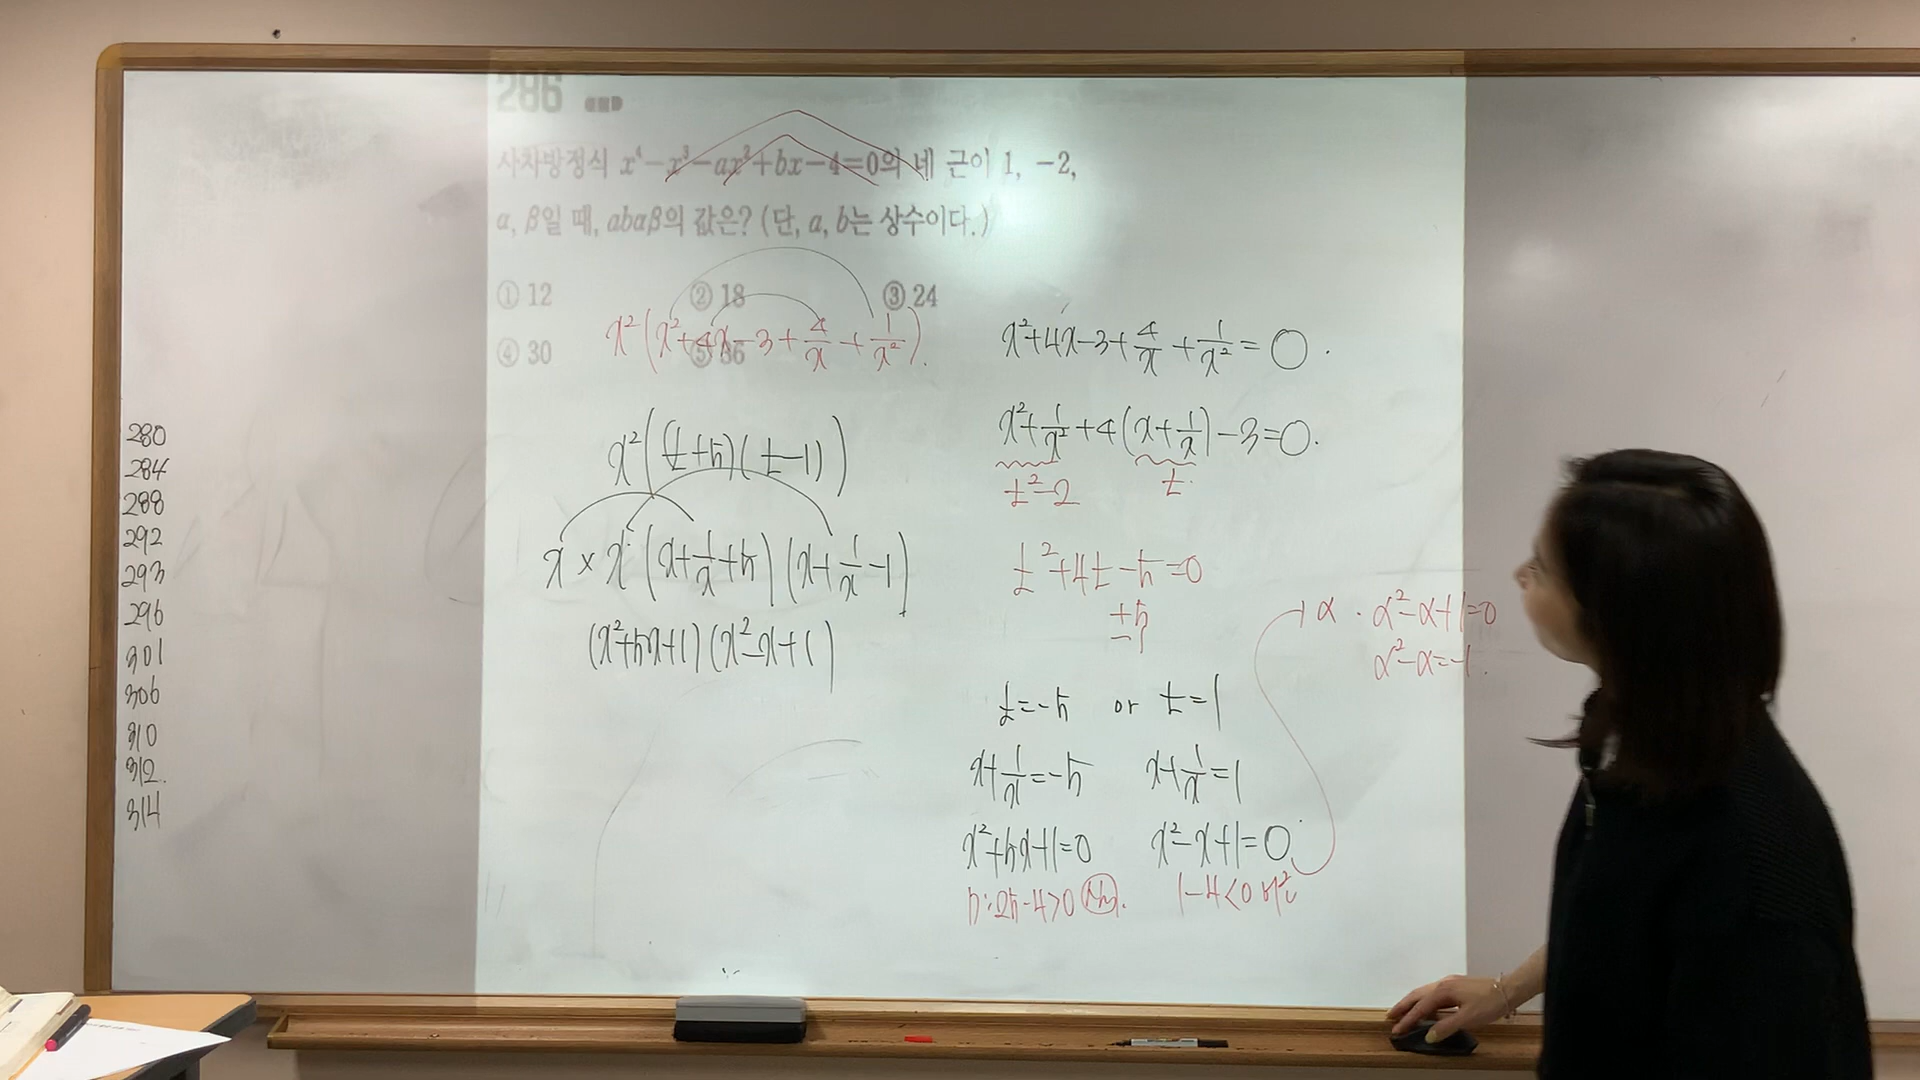 286
사차방정식 x⁴-x³-ax²+bx-4=0의 네 근이 1, -2,
α, β일 때, abαβ의 값은? (단, a, b는 상수이다.)
① 12 ② 18 ③ 24
④ 30 ⑤ 36
x²(x²+4x-3+4/x+1/x²).
x²((t+5)(t-1))
x×x(x+1/x+5)(x+1/x-1)
(x²+5x+1)(x²-x+1)
x²+4x-3+4/x+1/x²=0.
x²+1/x²+4(x+1/x)-3=0.
t²-2 t.
t²+4t-5=0
+5
-1
t=-5 or t=1
x+1/x=-5 x+1/x=1
x²+5x+1=0 x²-x+1=0
D:25-4>0 1-4<0
α. α²-α+1=0
α²-α=-1.
280
284
288
292
293
296
301
306
310
312.
314